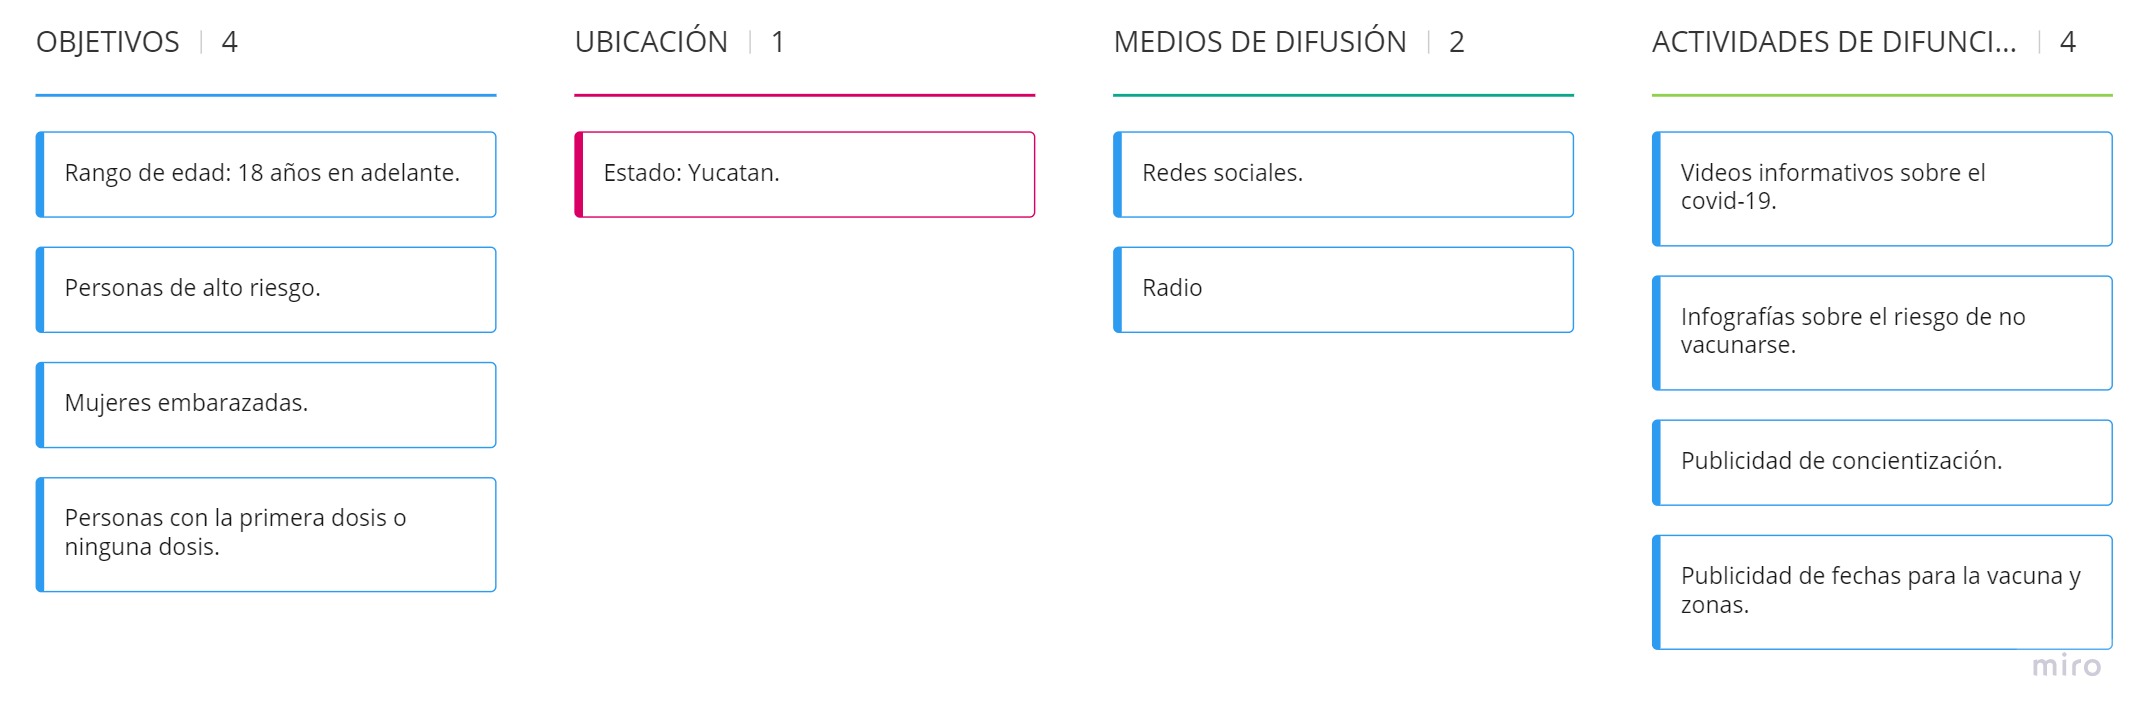 OBJETIVOS | 4
Rango de edad: 18 años en adelante.
Personas de alto riesgo.
Mujeres embarazadas.
Personas con la primera dosis o
ninguna dosis.
UBICACIÓN | 1
Estado: Yucatan.
MEDIOS DE DIFUSIÓN | 2
Redes sociales.
Radio
ACTIVIDADES DE DIFUNCI... | 4
Videos informativos sobre el
covid-19.
Infografías sobre el riesgo de no
vacunarse.
Publicidad de concientización.
Publicidad de fechas para la vacuna y
zonas.
miro